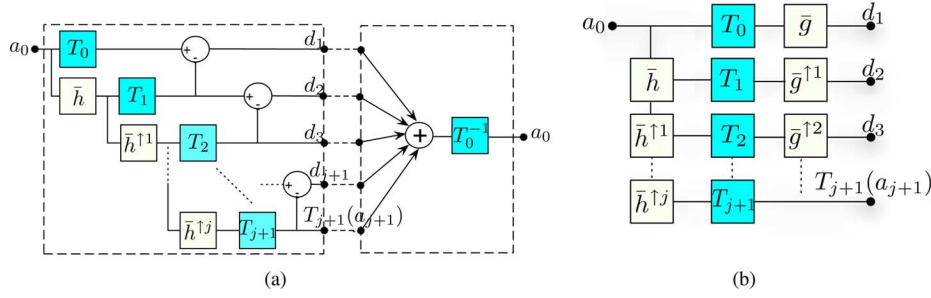 a₀ T₀ + - d₁
h̄ T₁ + - d₂
h̄↑¹ T₂ d₃
+ - dⱼ₊₁
h̄↑ʲ Tⱼ₊₁ Tⱼ₊₁(aⱼ₊₁)
+ T₀⁻¹ a₀
(a)
a₀ T₀ ḡ d₁
h̄ T₁ ḡ↑¹ d₂
h̄↑¹ T₂ ḡ↑² d₃
h̄↑ʲ Tⱼ₊₁ Tⱼ₊₁(aⱼ₊₁)
(b)